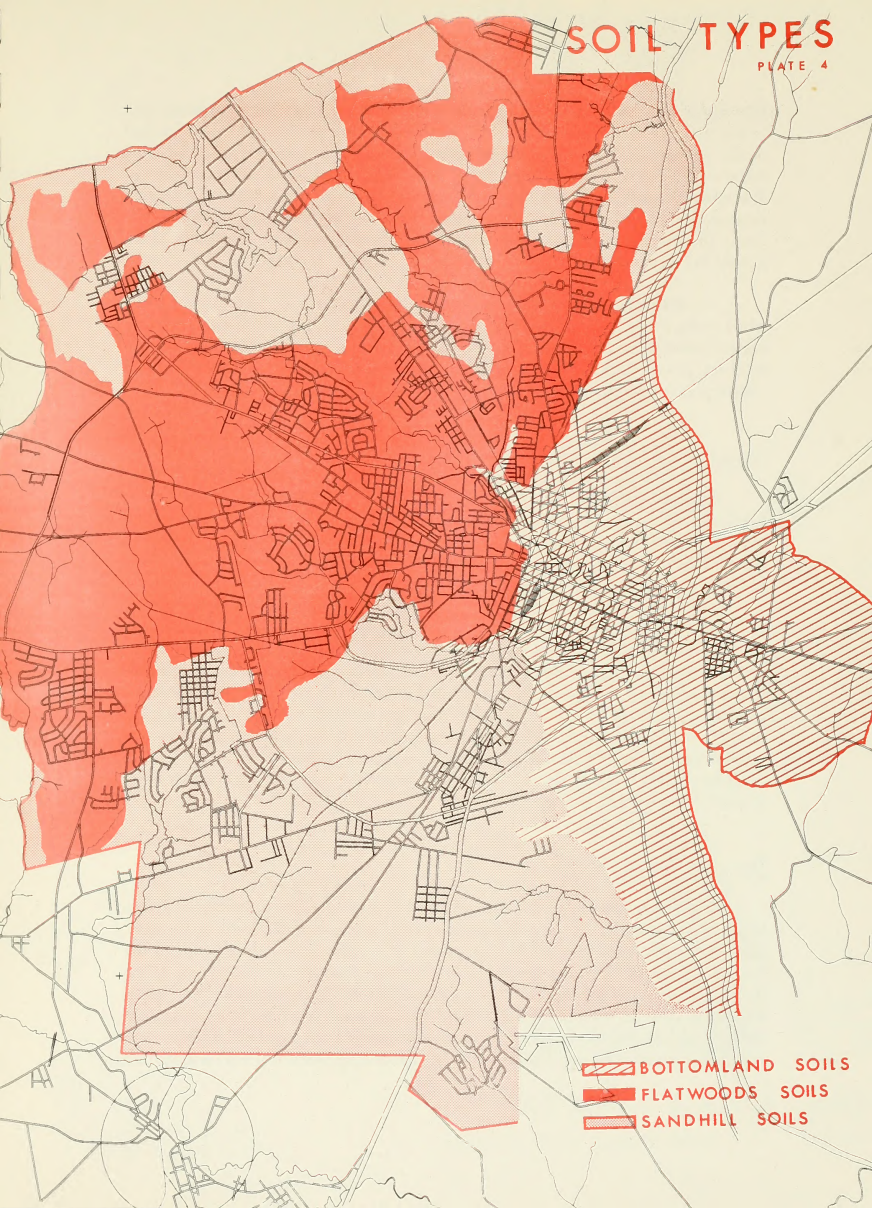 SOIL TYPES
PLATE 4
BOTTOMLAND SOILS
FLATWOODS SOILS
SANDHILL SOILS